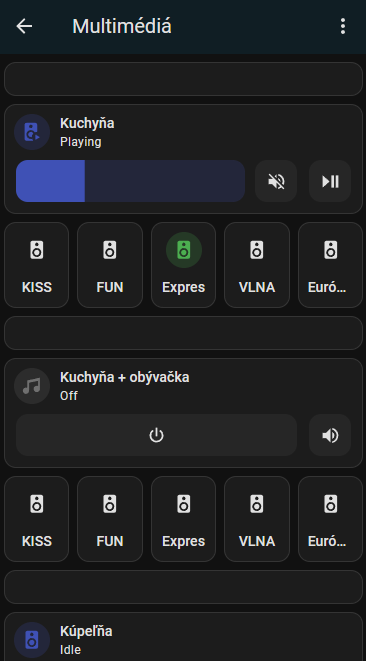 Multimédiá
Kuchyňa
Playing
KISS
FUN
Expres
VLNA
Euró...
Kuchyňa + obývačka
Off
KISS
FUN
Expres
VLNA
Euró...
Kúpeľňa
Idle